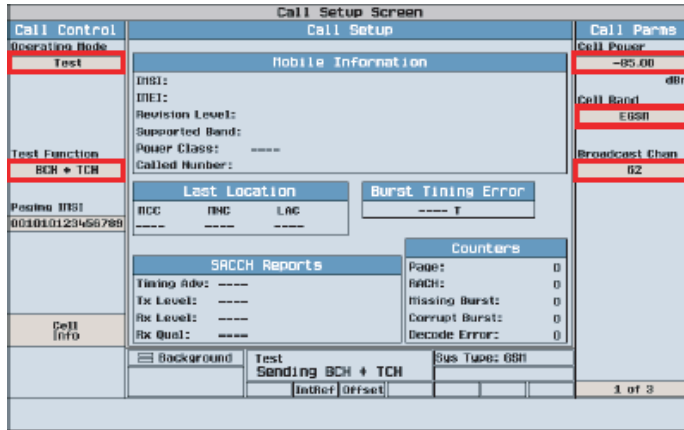 Call Setup Screen
Call Control
Call Setup
Call Parms
Operating Mode
Test
Test Function
BCH + TCH
Paging IMSI
001010123456789
Cell
Info
Mobile Information
IMSI:
IMEI:
Revision Level:
Supported Band:
Power Class: ----
Called Number:
Last Location
MCC MNC LAC
---- ---- ----
Burst Timing Error
---- T
SACCH Reports
Timing Adv: ----
Tx Level: ----
Rx Level: ----
Rx Qual: ----
Counters
Page: 0
RACH: 0
Missing Burst: 0
Corrupt Burst: 0
Decode Error: 0
Background
Test
Sending BCH + TCH
Sys Type: GSM
IntRef Offset
Cell Power
-85.00
dBm
Cell Band
EGSM
Broadcast Chan
62
1 of 3